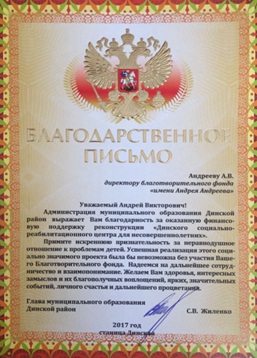 БЛАГОДАРСТВЕННОЕ
ПИСЬМО
Андрееву А.В.
директору благотворительного фонда
«имени Андрея Андреева»
Уважаемый Андрей Викторович!
Администрация муниципального образования Динской
район выражает Вам благодарность за оказанную финансо-
вую поддержку реконструкции «Динского социально-
реабилитационного центра для несовершеннолетних».
Примите искреннюю признательность за неравнодушное
отношение к проблемам детей. Успешная реализация этого соци-
ально значимого проекта была бы невозможна без участия Ваше-
го Благотворительного фонда. Надеемся на дальнейшее сотруд-
ничество и взаимопонимание. Желаем Вам здоровья, интересных
замыслов и их благополучных воплощений, ярких, значительных
событий, личного счастья и дальнейшего процветания.
Глава муниципального образования
Динской район
С.В. Жиленко
2017 год
станица Динская